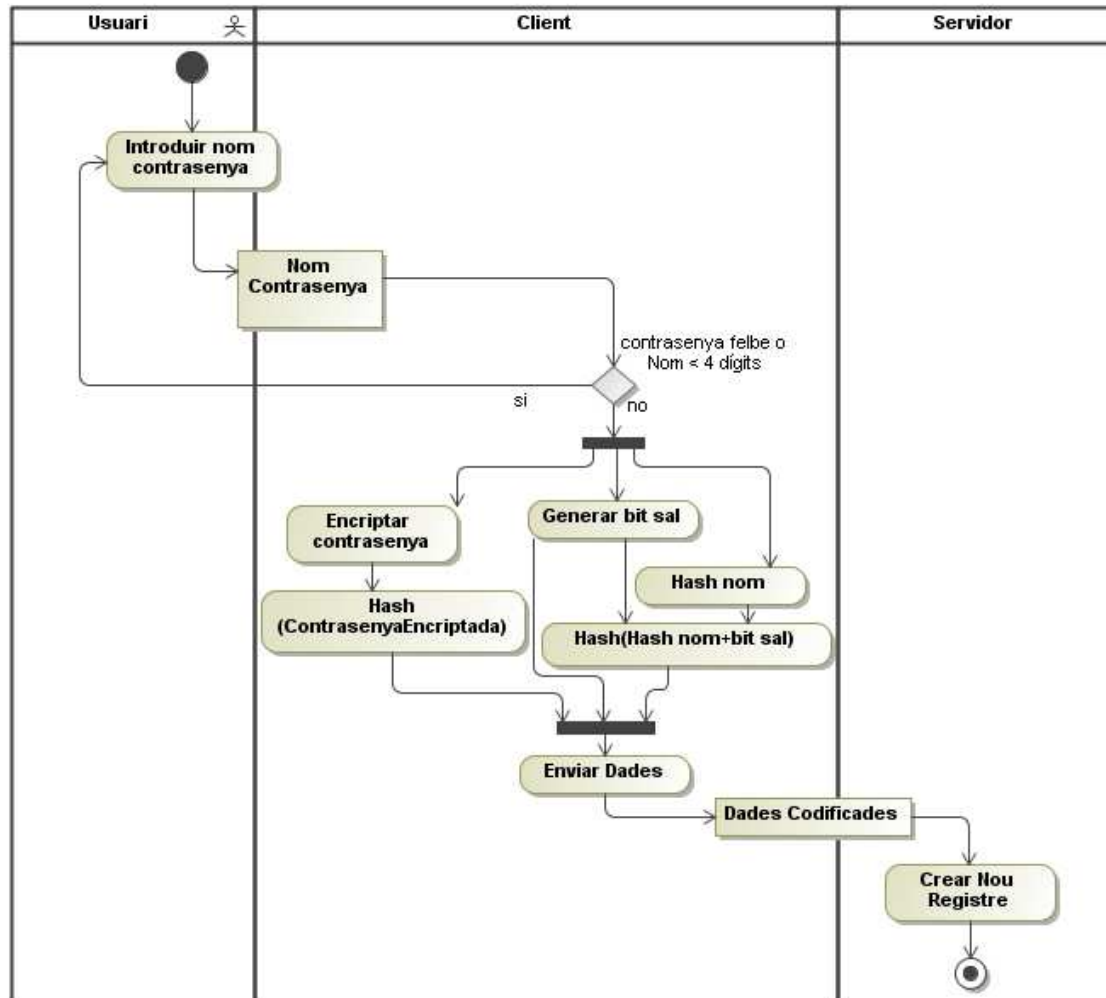 Usuari
Client
Servidor
Introduir nom
contrasenya
Nom
Contrasenya
contrasenya felbe o
Nom < 4 dígits
si
no
Encriptar
contrasenya
Generar bit sal
Hash nom
Hash
(ContrasenyaEncriptada)
Hash(Hash nom+bit sal)
Enviar Dades
Dades Codificades
Crear Nou
Registre